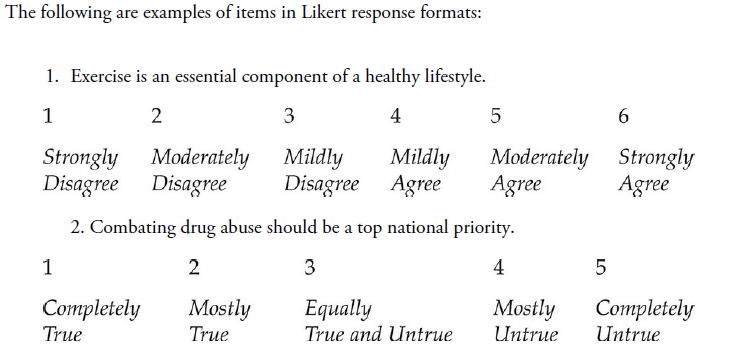 The following are examples of items in Likert response formats:
1. Exercise is an essential component of a healthy lifestyle.
1 2 3 4 5 6
Strongly Moderately Mildly Mildly Moderately Strongly
Disagree Disagree Disagree Agree Agree Agree
2. Combating drug abuse should be a top national priority.
1 2 3 4 5
Completely Mostly Equally Mostly Completely
True True True and Untrue Untrue Untrue